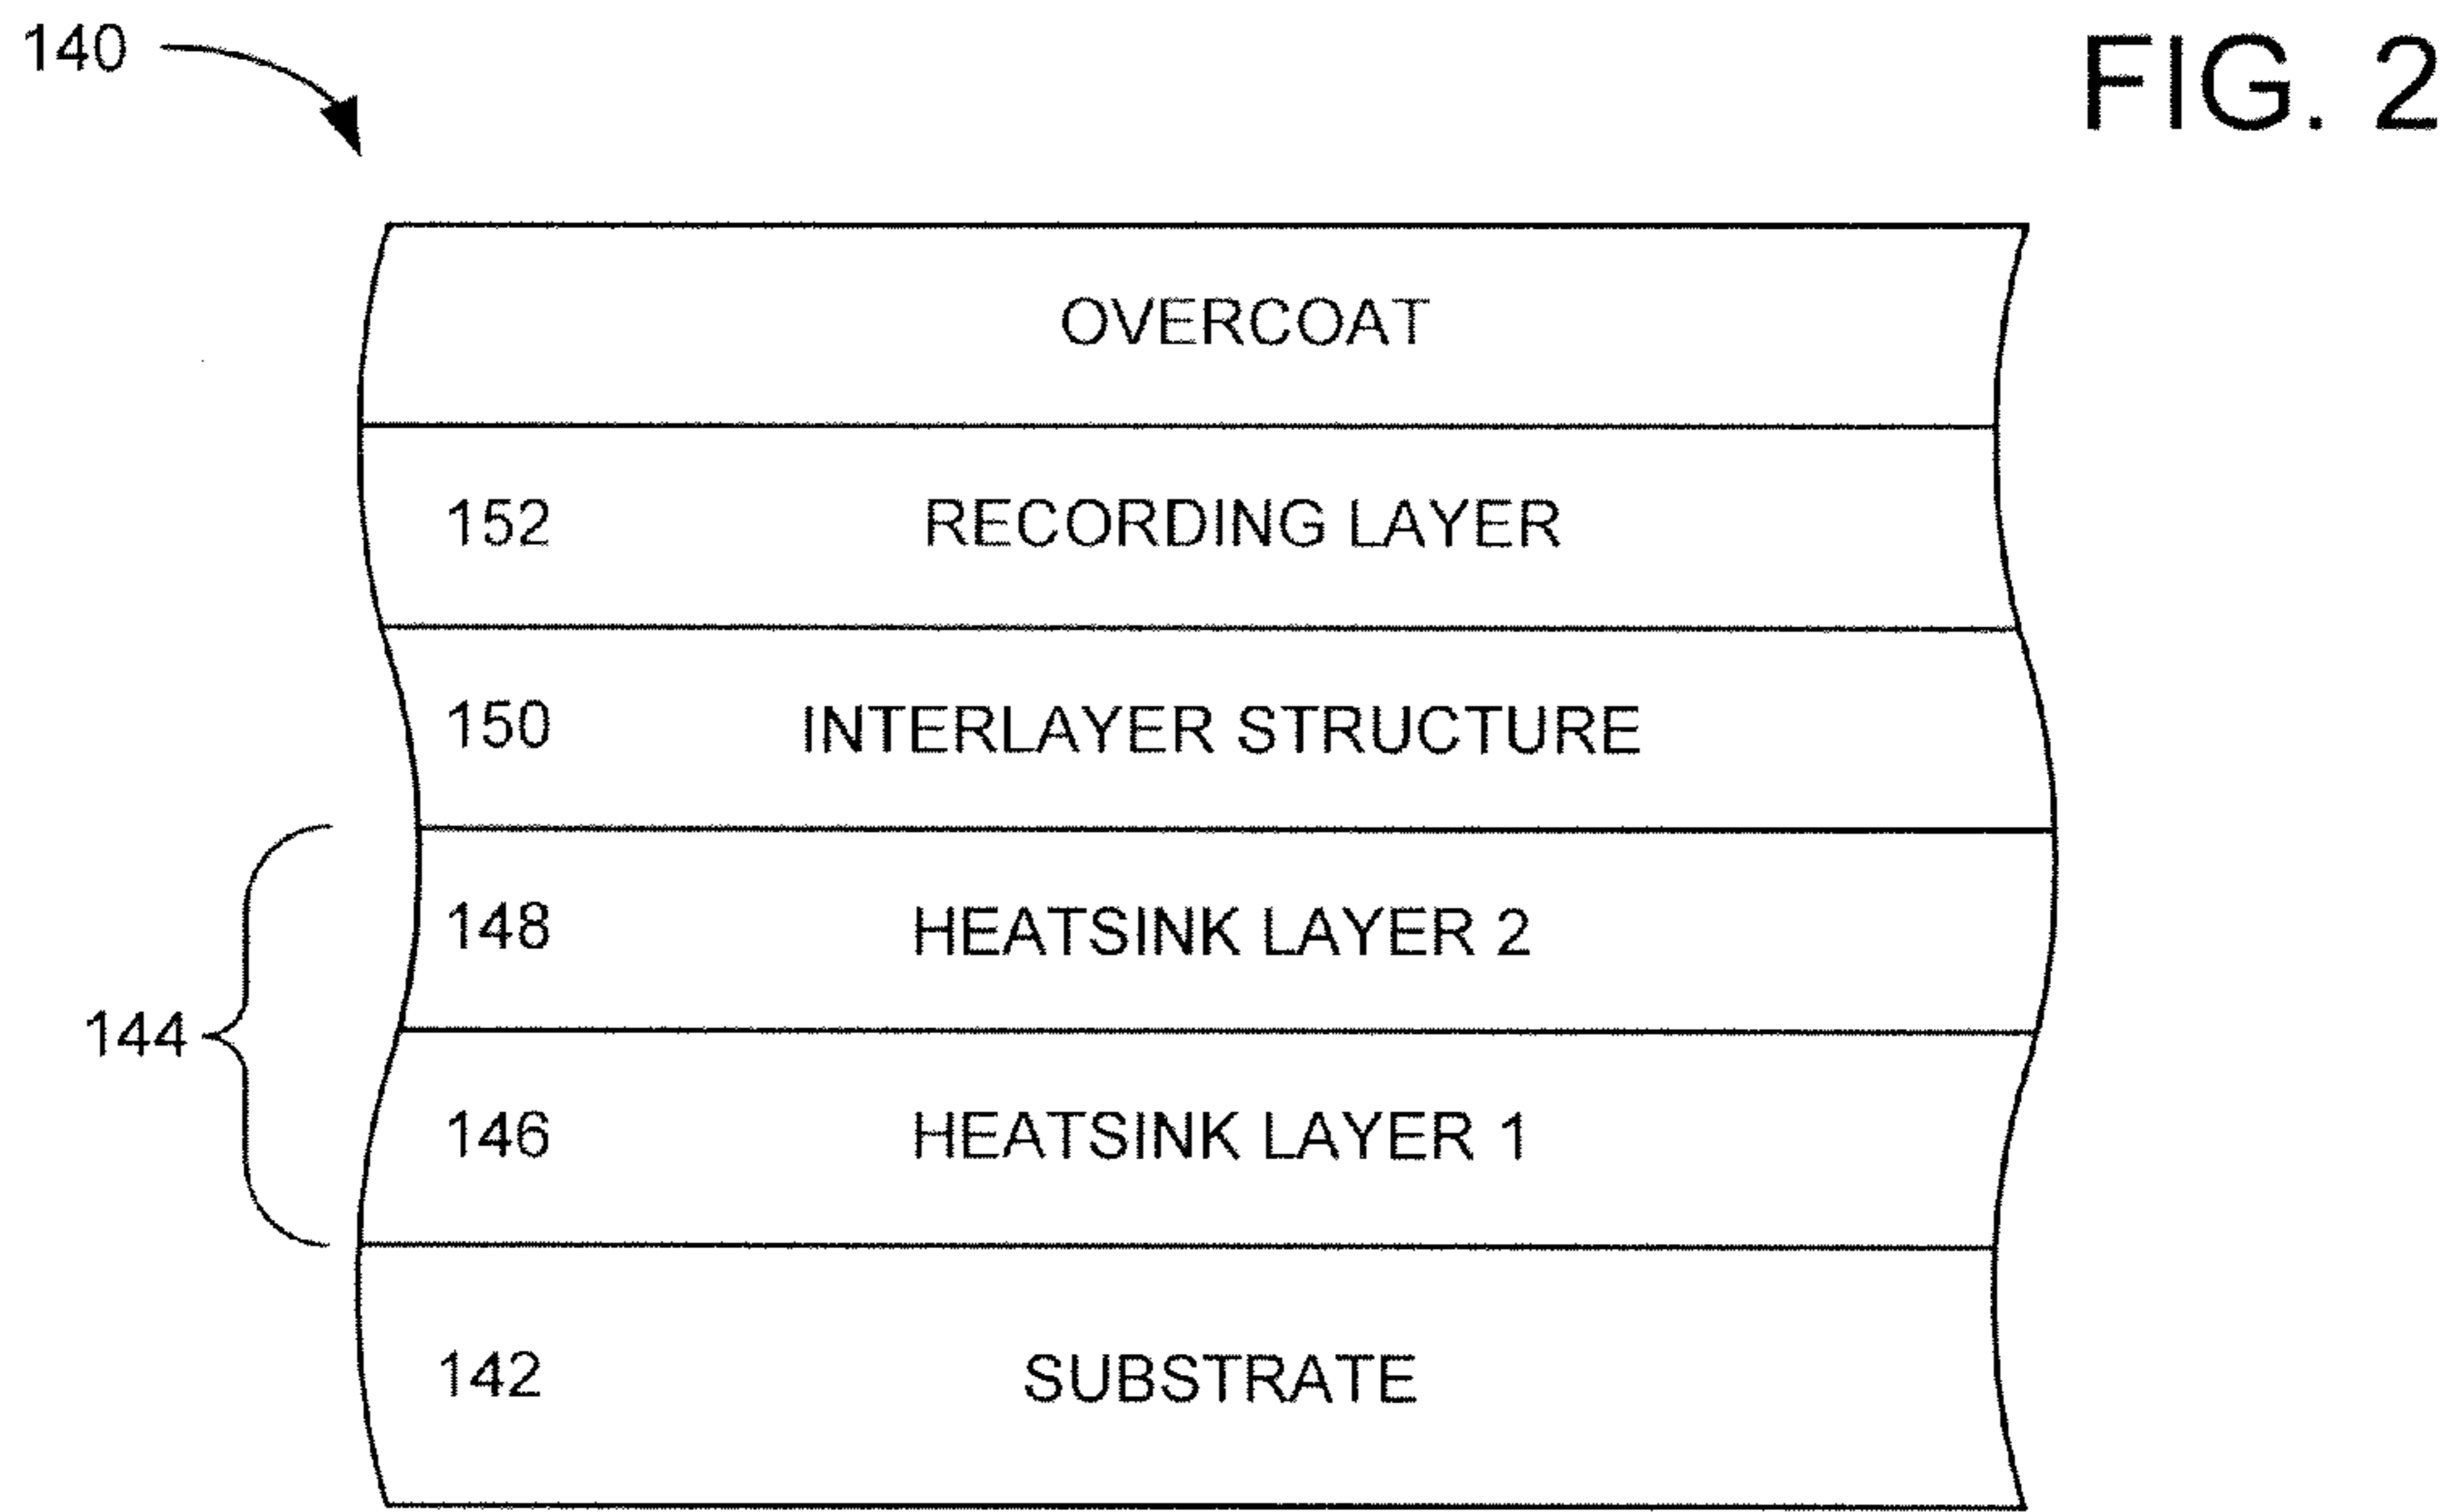 140
FIG. 2
OVERCOAT
152 RECORDING LAYER
150 INTERLAYER STRUCTURE
148 HEATSINK LAYER 2
144
146 HEATSINK LAYER 1
142 SUBSTRATE